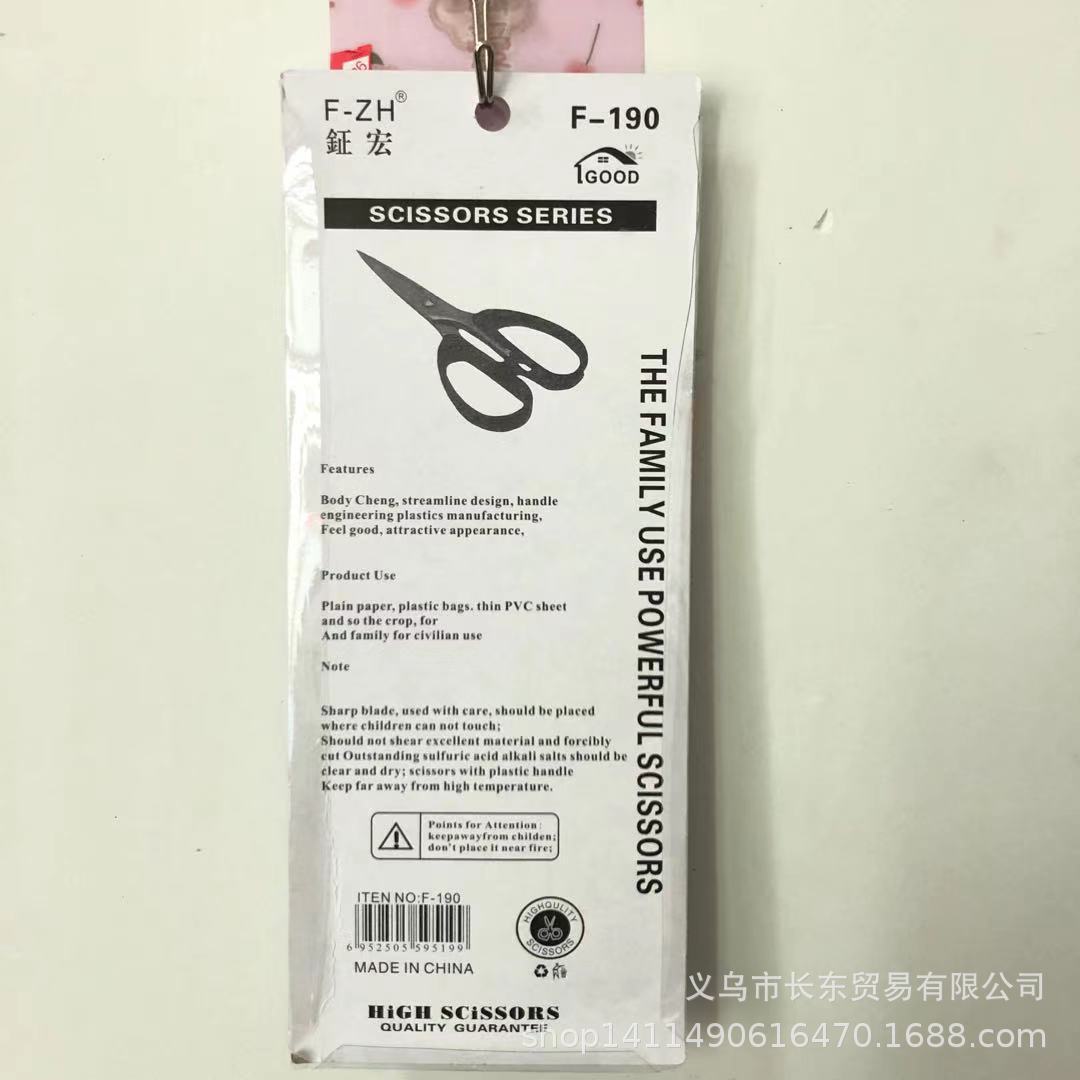 F-ZH®
鉦宏
F-190
1GOOD
SCISSORS SERIES
THE FAMILY USE POWERFUL SCISSORS
Features
Body Cheng, streamline design, handle
engineering plastics manufacturing,
Feel good, attractive appearance,
Product Use
Plain paper, plastic bags. thin PVC sheet
and so the crop, for
And family for civilian use
Note
Sharp blade, used with care, should be placed
where children can not touch;
Should not shear excellent material and forcibly
cut Outstanding sulfuric acid alkali salts should be
clear and dry; scissors with plastic handle
Keep far away from high temperature.
Points for Attention:
keepawayfrom childen;
don't place it near fire;
ITEN NO:F-190
6 952505 595199
MADE IN CHINA
HIGHQULITY
SCISSORS
HiGH SCiSSORS
QUALITY GUARANTEE
义乌市长东贸易有限公司
shop1411490616470.1688.com